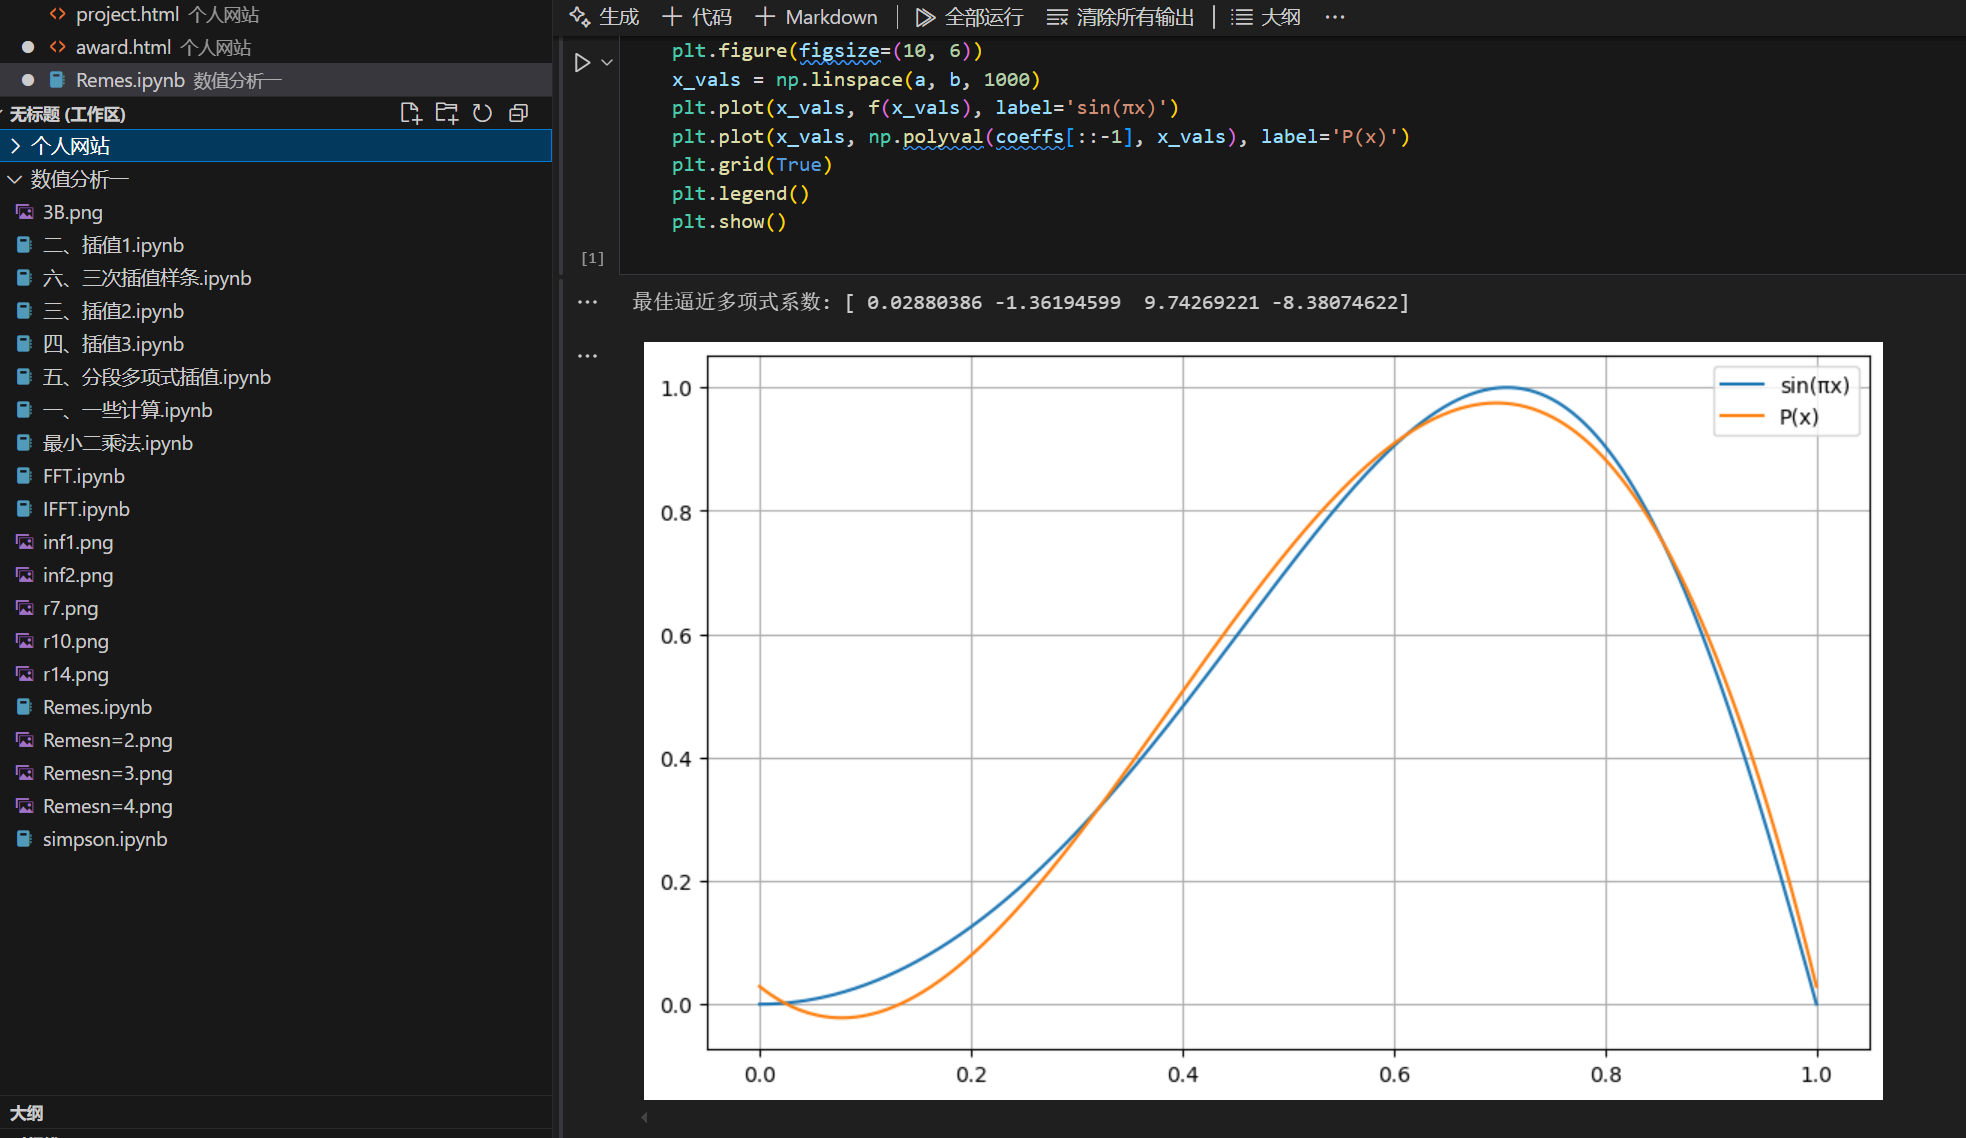 project.html 个人网站
award.html 个人网站
Remes.ipynb 数值分析一
无标题 (工作区)
个人网站
数值分析一
3B.png
二、插值1.ipynb
六、三次插值样条.ipynb
三、插值2.ipynb
四、插值3.ipynb
五、分段多项式插值.ipynb
一、一些计算.ipynb
最小二乘法.ipynb
FFT.ipynb
IFFT.ipynb
inf1.png
inf2.png
r7.png
r10.png
r14.png
Remes.ipynb
Remesn=2.png
Remesn=3.png
Remesn=4.png
simpson.ipynb
大纲
生成 代码 Markdown 全部运行 清除所有输出 大纲 ...
plt.figure(figsize=(10, 6))
x_vals = np.linspace(a, b, 1000)
plt.plot(x_vals, f(x_vals), label='sin(πx)')
plt.plot(x_vals, np.polyval(coeffs[::-1], x_vals), label='P(x)')
plt.grid(True)
plt.legend()
plt.show()
[1]
最佳逼近多项式系数: [ 0.02880386 -1.36194599  9.74269221 -8.38074622]
sin(πx)
P(x)
1.0
0.8
0.6
0.4
0.2
0.0
0.0 0.2 0.4 0.6 0.8 1.0